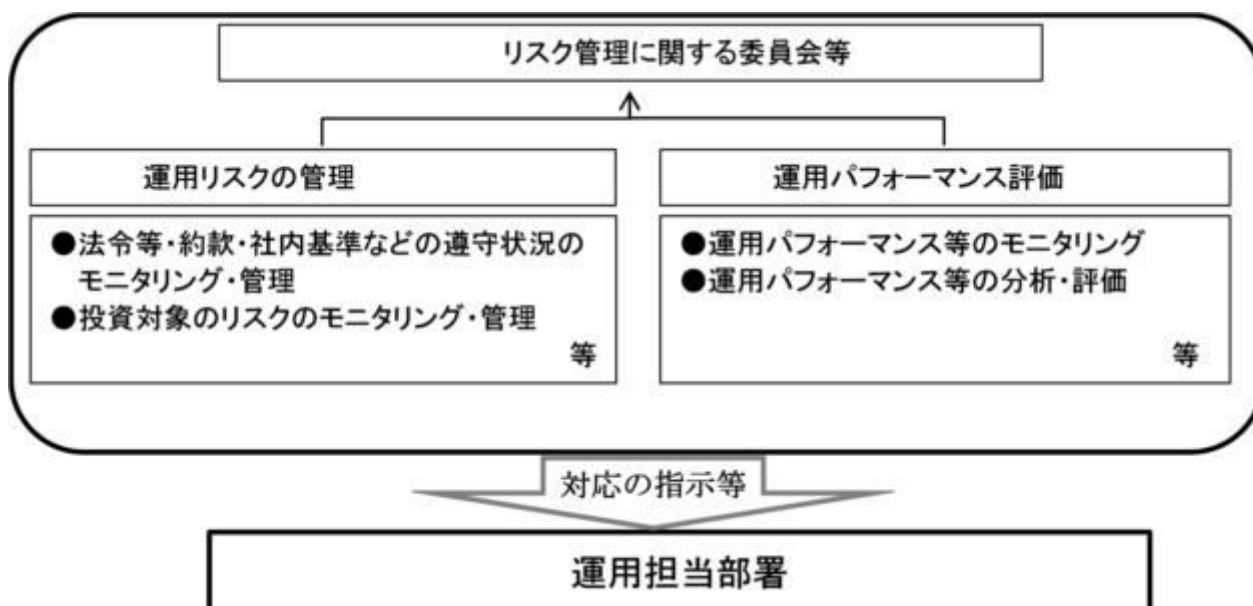 リスク管理に関する委員会等
運用リスクの管理
●法令等・約款・社内基準などの遵守状況の
モニタリング・管理
●投資対象のリスクのモニタリング・管理
等
運用パフォーマンス評価
●運用パフォーマンス等のモニタリング
●運用パフォーマンス等の分析・評価
等
対応の指示等
運用担当部署